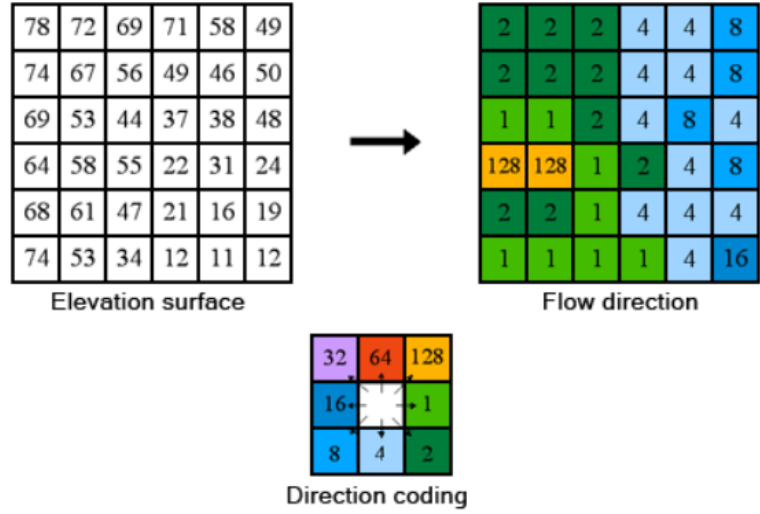 78 72 69 71 58 49
74 67 56 49 46 50
69 53 44 37 38 48
64 58 55 22 31 24
68 61 47 21 16 19
74 53 34 12 11 12
Elevation surface
2 2 2 4 4 8
2 2 2 4 4 8
1 1 2 4 8 4
128 128 1 2 4 8
2 2 1 4 4 4
1 1 1 1 4 16
Flow direction
32 64 128
16 1
8 4 2
Direction coding